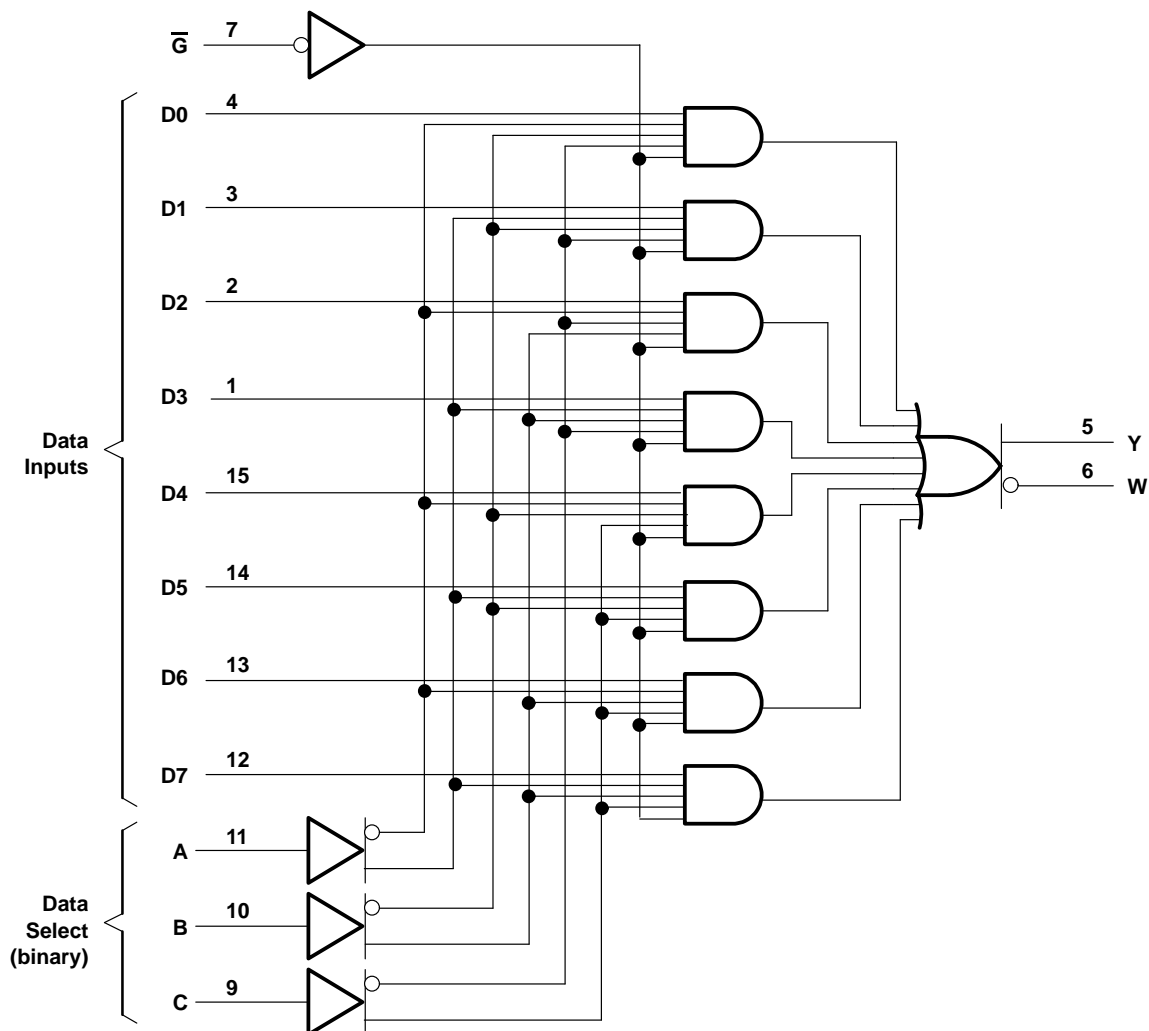 G̅ 7
D0 4
D1 3
D2 2
D3 1
Data
Inputs
D4 15
D5 14
D6 13
D7 12
5 Y
6 W
A 11
Data
Select
(binary)
B 10
C 9